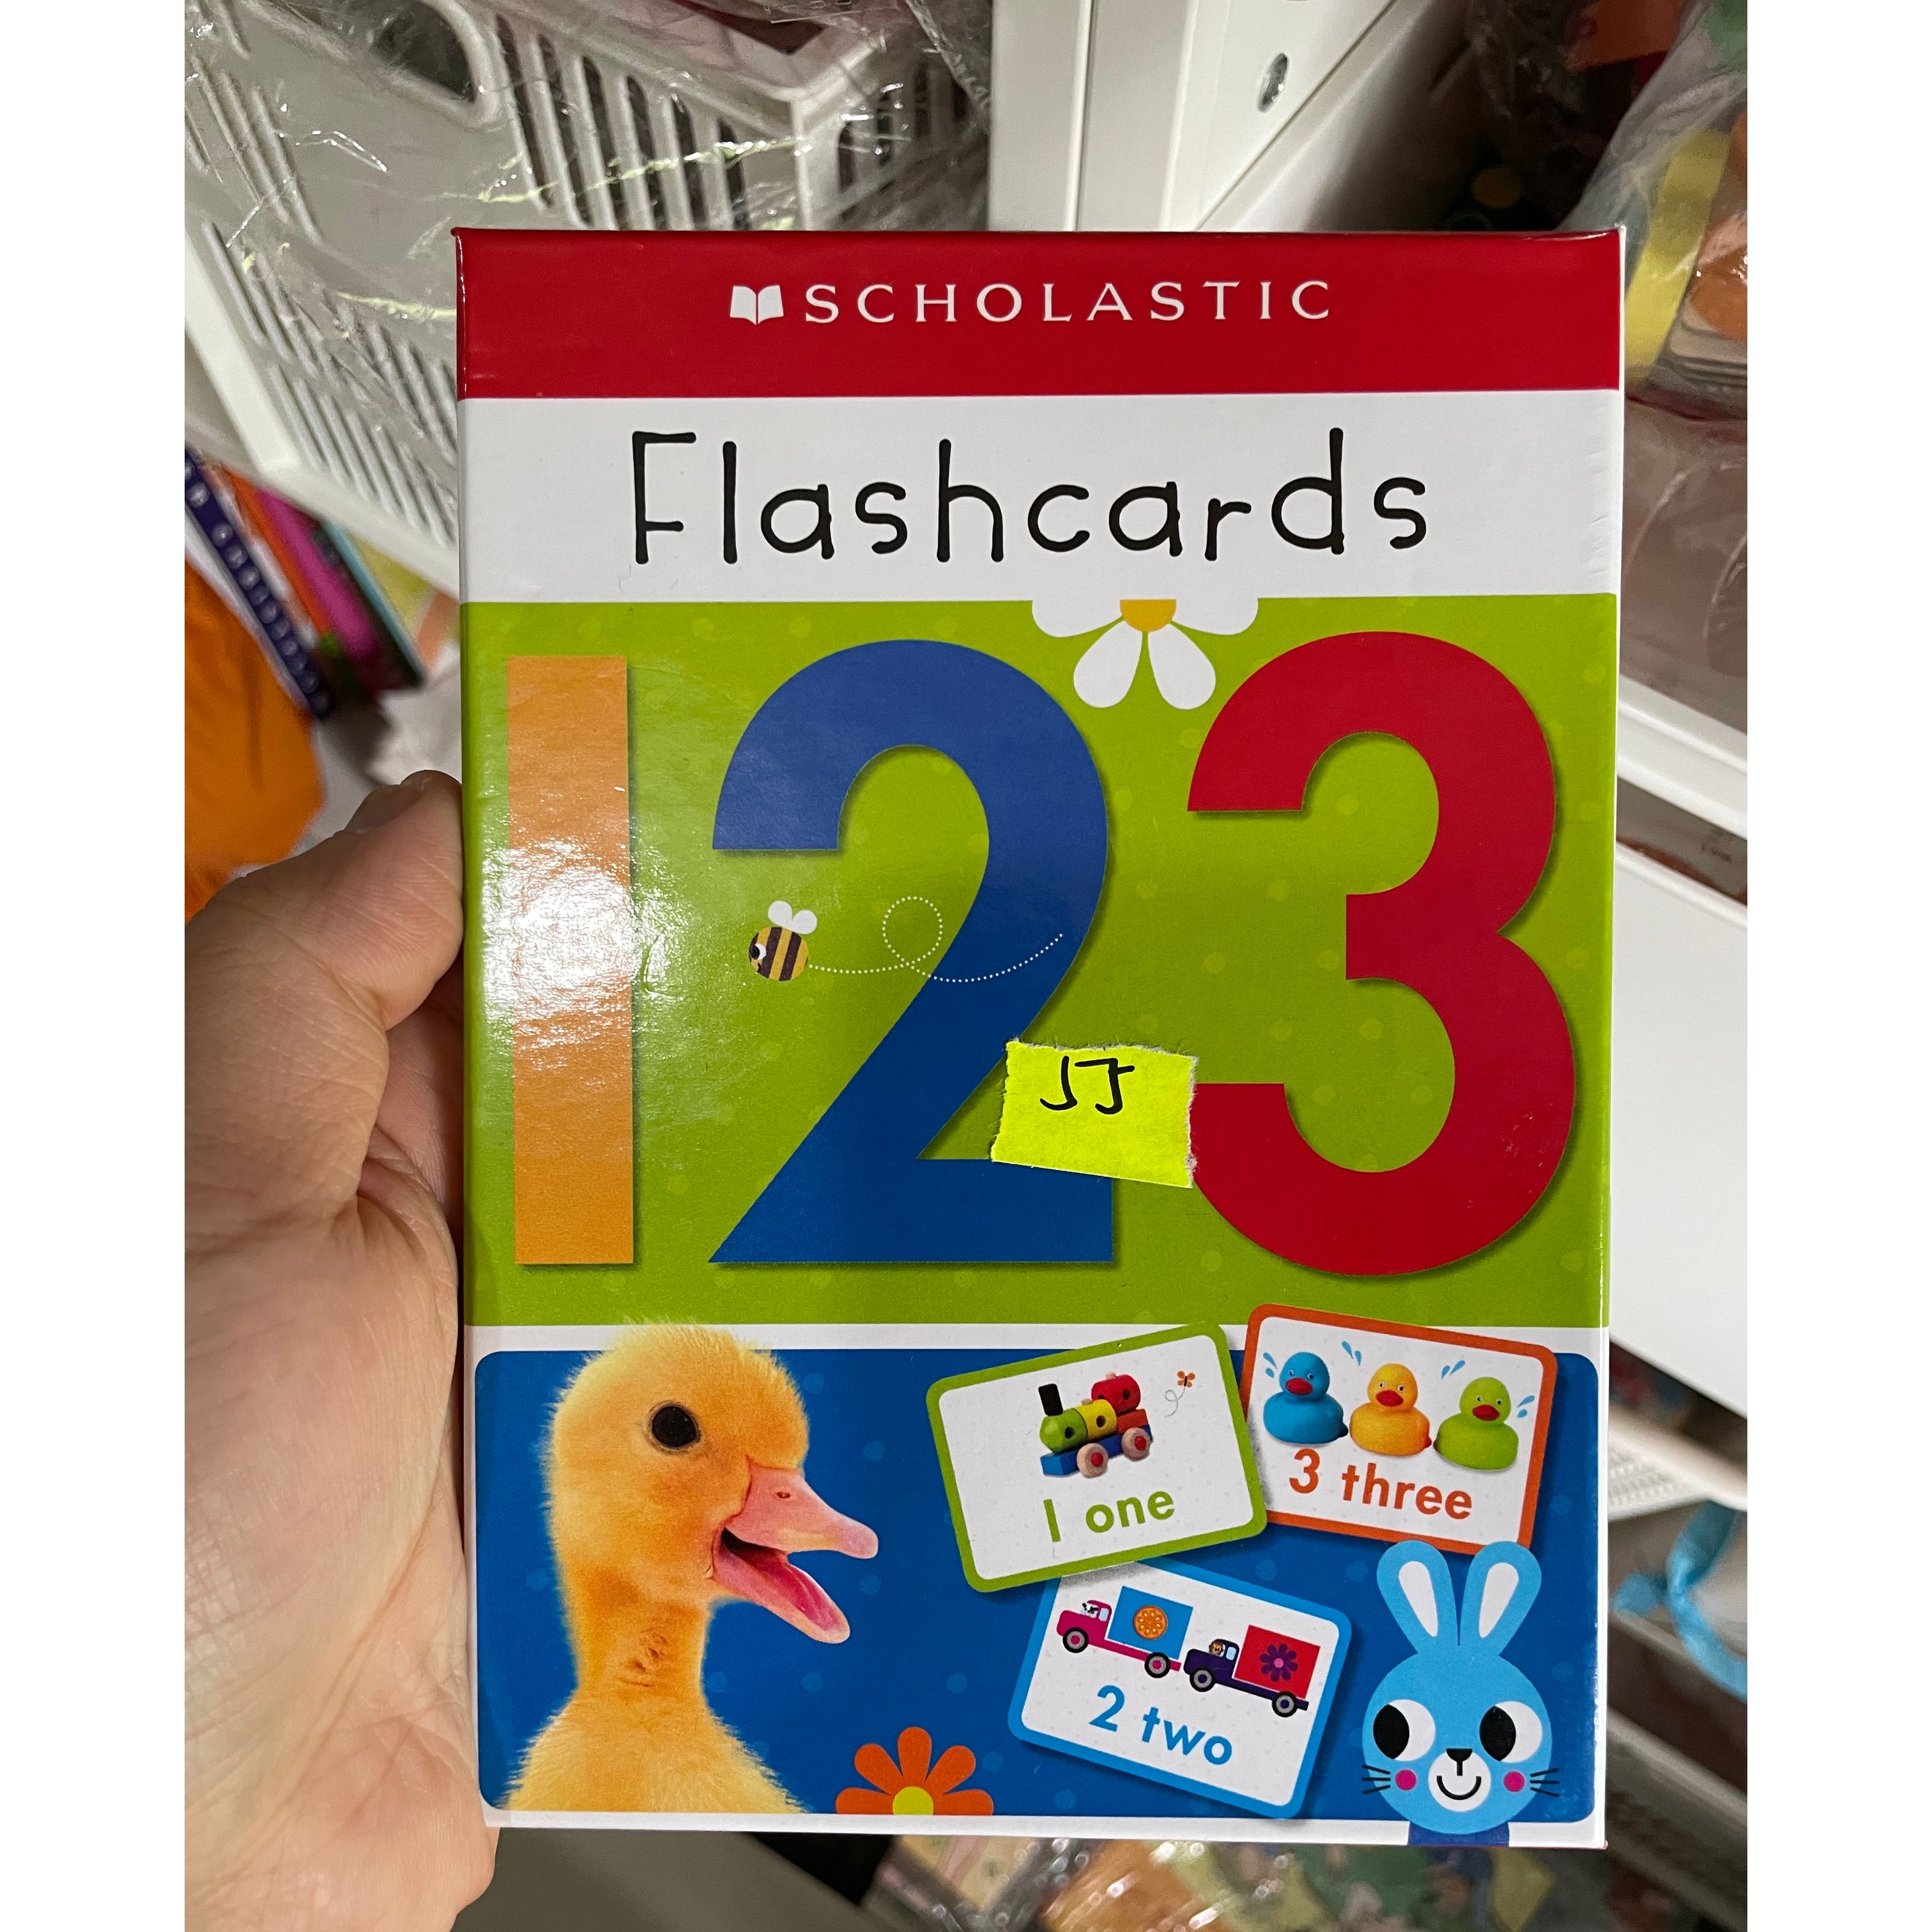 SCHOLASTIC
Flashcards
123
JJ
1 one
3 three
2 two